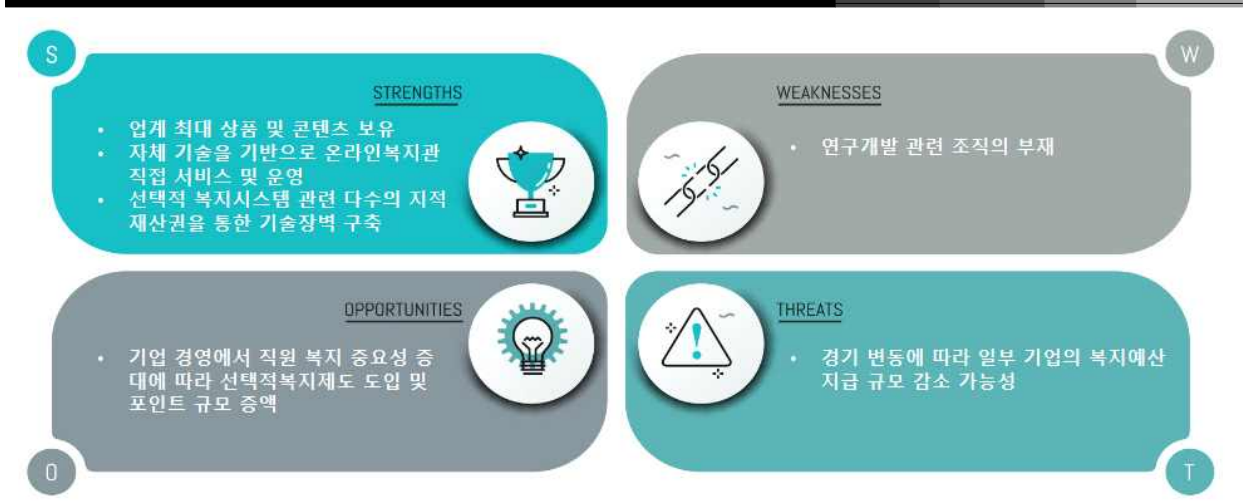 S
STRENGTHS
• 업계 최대 상품 및 콘텐츠 보유
• 자체 기술을 기반으로 온라인복지관
직접 서비스 및 운영
• 선택적 복지시스템 관련 다수의 지적
재산권을 통한 기술장벽 구축
W
WEAKNESSES
• 연구개발 관련 조직의 부재
OPPORTUNITIES
• 기업 경영에서 직원 복지 중요성 증
대에 따라 선택적복지제도 도입 및
포인트 규모 증액
O
THREATS
• 경기 변동에 따라 일부 기업의 복지예산
지급 규모 감소 가능성
T